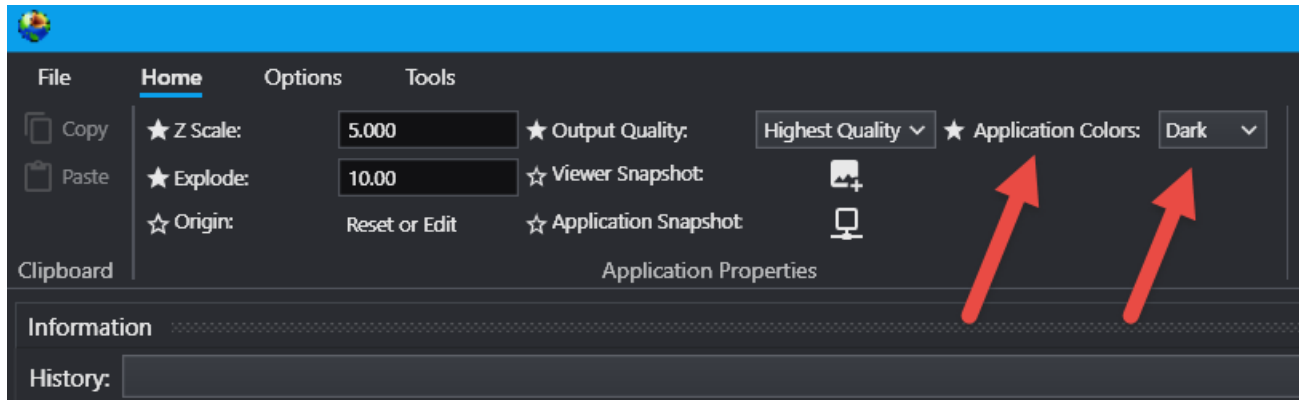 File Home Options Tools
Copy ★ Z Scale: 5.000 ★ Output Quality: Highest Quality ★ Application Colors: Dark
Paste ★ Explode: 10.00 ☆ Viewer Snapshot:
☆ Origin: Reset or Edit ☆ Application Snapshot:
Clipboard Application Properties
Information
History: